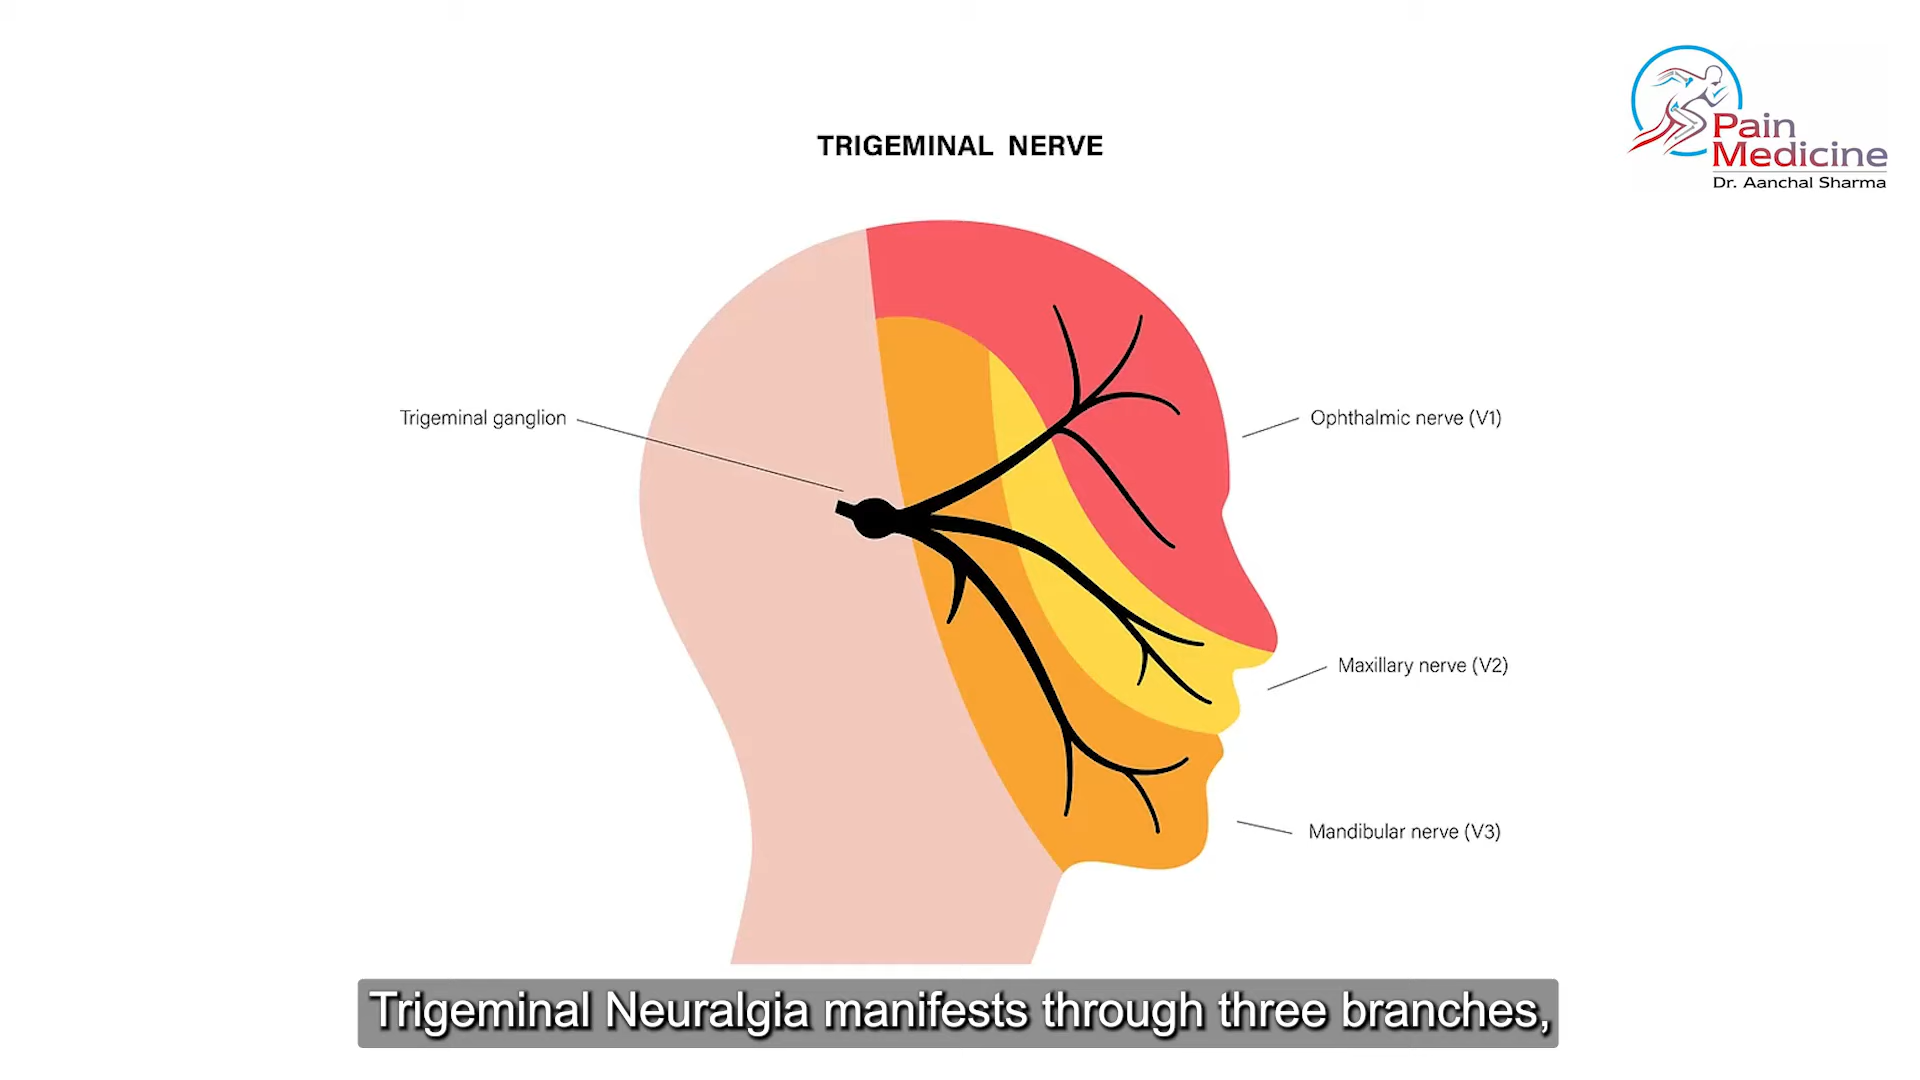 Pain
Medicine
Dr. Aanchal Sharma
TRIGEMINAL NERVE
Trigeminal ganglion
Ophthalmic nerve (V1)
Maxillary nerve (V2)
Mandibular nerve (V3)
Trigeminal Neuralgia manifests through three branches,